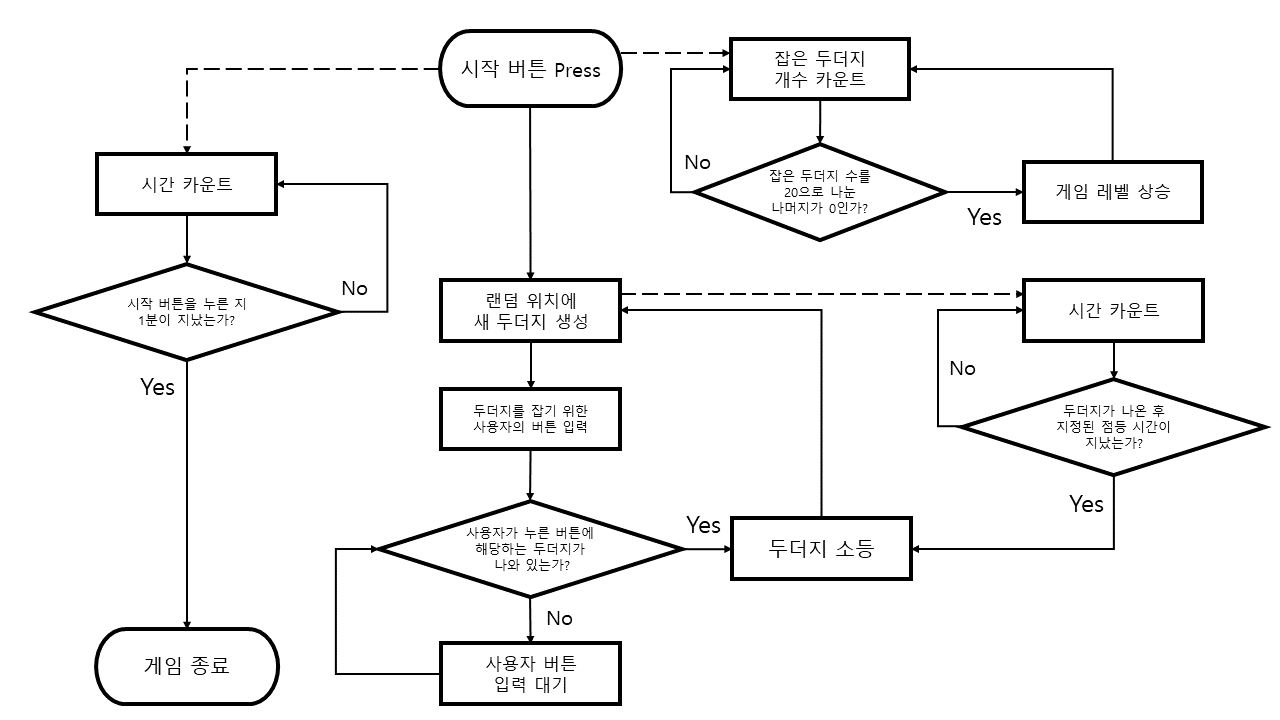 시작 버튼 Press
잡은 두더지
개수 카운트
No
잡은 두더지 수를
20으로 나눈
나머지가 0인가?
Yes
게임 레벨 상승
시간 카운트
No
시작 버튼을 누른 지
1분이 지났는가?
Yes
게임 종료
랜덤 위치에
새 두더지 생성
두더지를 잡기 위한
사용자의 버튼 입력
사용자가 누른 버튼에
해당하는 두더지가
나와 있는가?
Yes
No
사용자 버튼
입력 대기
두더지 소등
시간 카운트
No
두더지가 나온 후
지정된 점등 시간이
지났는가?
Yes